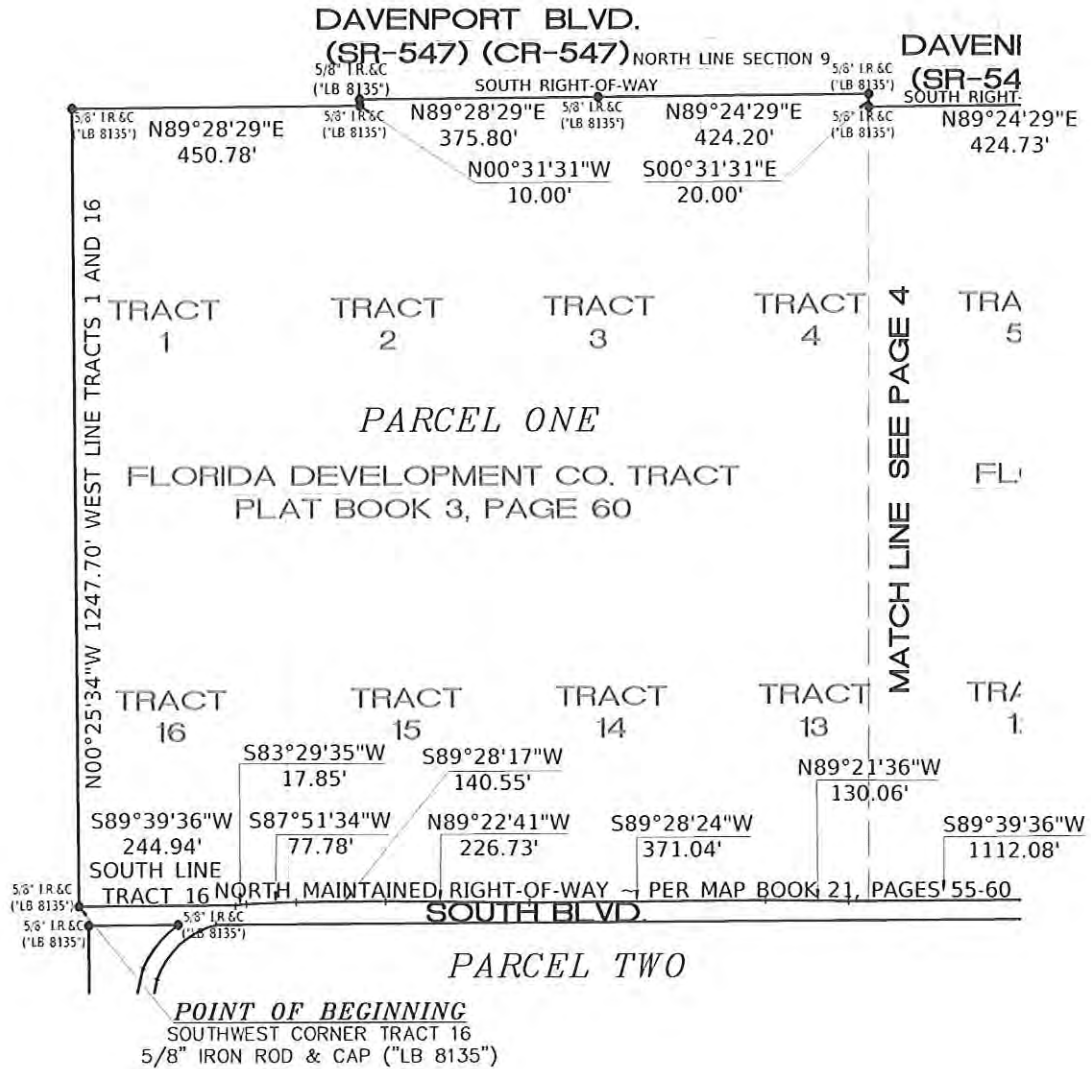 DAVENPORT BLVD.
(SR-547) (CR-547)
NORTH LINE SECTION 9
DAVENI
(SR-54
5/8" I.R.&C
("LB 8135")
SOUTH RIGHT-OF-WAY
5/8" I.R.&C
("LB 8135")
SOUTH RIGHT-
5/8" I.R.&C
("LB 8135")
N89°28'29"E
450.78'
5/8" I.R.&C
("LB 8135")
N89°28'29"E
375.80'
5/8" I.R.&C
("LB 8135")
N89°24'29"E
424.20'
5/8" I.R.&C
("LB 8135")
N89°24'29"E
424.73'
N00°31'31"W
10.00'
S00°31'31"E
20.00'
N00°25'34"W 1247.70' WEST LINE TRACTS 1 AND 16
TRACT
1
TRACT
2
TRACT
3
TRACT
4
TRA
5
MATCH LINE SEE PAGE 4
PARCEL ONE
FLORIDA DEVELOPMENT CO. TRACT
PLAT BOOK 3, PAGE 60
TRACT
16
TRACT
15
TRACT
14
TRACT
13
S83°29'35"W
17.85'
S89°28'17"W
140.55'
N89°21'36"W
130.06'
S89°39'36"W
244.94'
S87°51'34"W
77.78'
N89°22'41"W
226.73'
S89°28'24"W
371.04'
S89°39'36"W
1112.08'
SOUTH LINE
TRACT 16
NORTH MAINTAINED RIGHT-OF-WAY ~ PER MAP BOOK 21, PAGES 55-60
5/8" I.R.&C
("LB 8135")
SOUTH BLVD.
5/8" I.R.&C
("LB 8135")
5/8" I.R.&C
("LB 8135")
PARCEL TWO
POINT OF BEGINNING
SOUTHWEST CORNER TRACT 16
5/8" IRON ROD & CAP ("LB 8135")